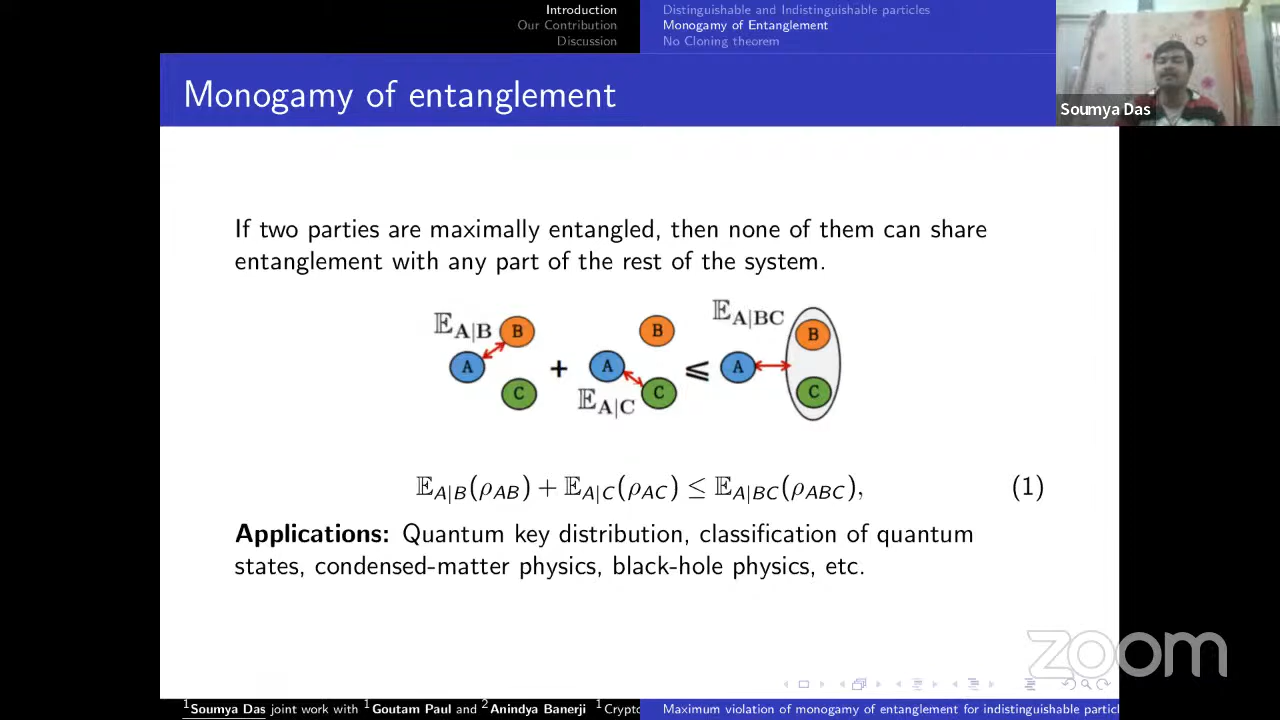 Introduction
Our Contribution
Discussion
Distinguishable and Indistinguishable particles
Monogamy of Entanglement
No Cloning theorem
Soumya Das
Monogamy of entanglement
If two parties are maximally entangled, then none of them can share
entanglement with any part of the rest of the system.
𝔼A|B B A C + B A C 𝔼A|C ⩽ 𝔼A|BC A B C
𝔼A|B(ρAB) + 𝔼A|C(ρAC) ≤ 𝔼A|BC(ρABC), (1)
Applications: Quantum key distribution, classification of quantum
states, condensed-matter physics, black-hole physics, etc.
zoom
¹Soumya Das joint work with ¹Goutam Paul and ²Anindya Banerji ¹Crypto
Maximum violation of monogamy of entanglement for indistinguishable particl